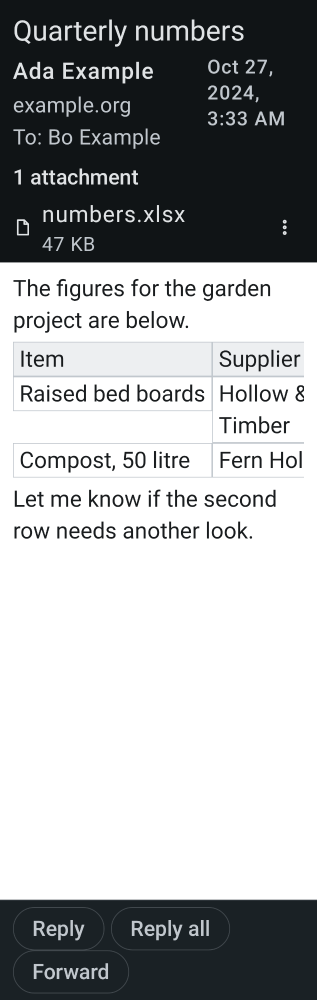 Quarterly numbers
Ada Example
Oct 27, 2024, 3:33 AM
example.org
To: Bo Example
1 attachment
numbers.xlsx
47 KB
The figures for the garden
project are below.
Item Supplier
Raised bed boards Hollow &
Timber
Compost, 50 litre Fern
Let me know if the second
row needs another look.
Reply Reply all
Forward